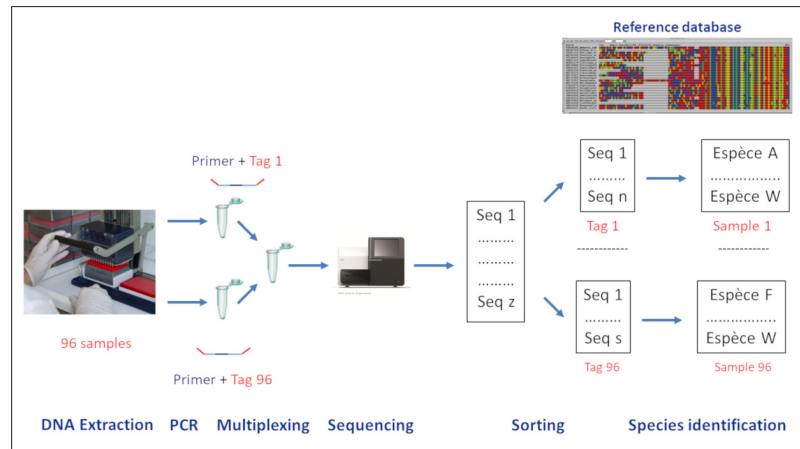 Reference database
Primer + Tag 1
Seq 1
.........
Seq n
Tag 1
Espèce A
.................
Espèce W
Sample 1
Seq 1
.........
.........
.........
Seq z
------------
------------
96 samples
Primer + Tag 96
Seq 1
.........
Seq s
Tag 96
Espèce F
.................
Espèce W
Sample 96
DNA Extraction
PCR
Multiplexing
Sequencing
Sorting
Species identification